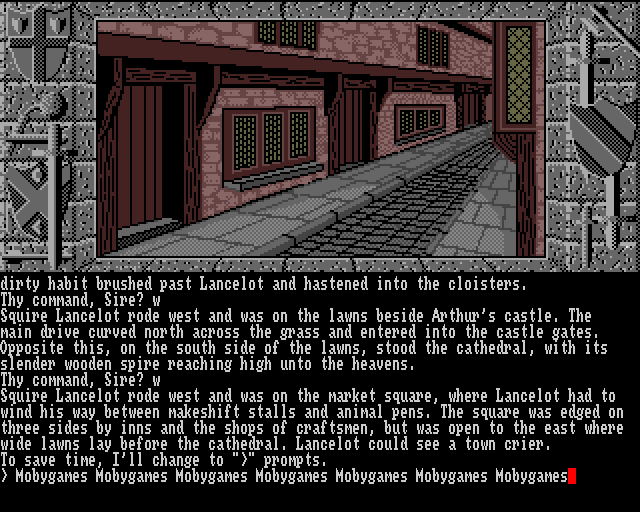 dirty habit brushed past Lancelot and hastened into the cloisters.
Thy command, Sire? w
Squire Lancelot rode west and was on the lawns beside Arthur's castle. The
main drive curved north across the grass and entered into the castle gates.
Opposite this, on the south side of the lawns, stood the cathedral, with its
slender wooden spire reaching high unto the heavens.
Thy command, Sire? w
Squire Lancelot rode west and was on the market square, where Lancelot had to
wind his way between makeshift stalls and animal pens. The square was edged on
three sides by inns and the shops of craftsmen, but was open to the east where
wide lawns lay before the cathedral. Lancelot could see a town crier.
To save time, I'll change to ">" prompts.
> Mobygames Mobygames Mobygames Mobygames Mobygames Mobygames Mobygames